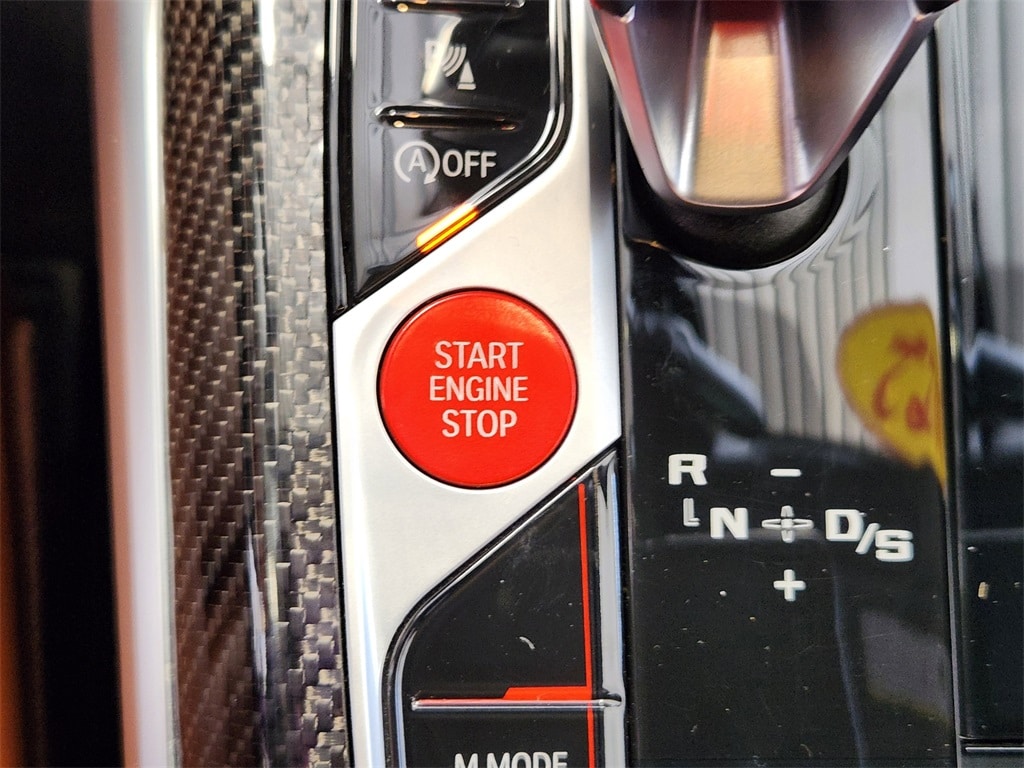 P
A OFF
START
ENGINE
STOP
R -
N D/S
+
M MODE